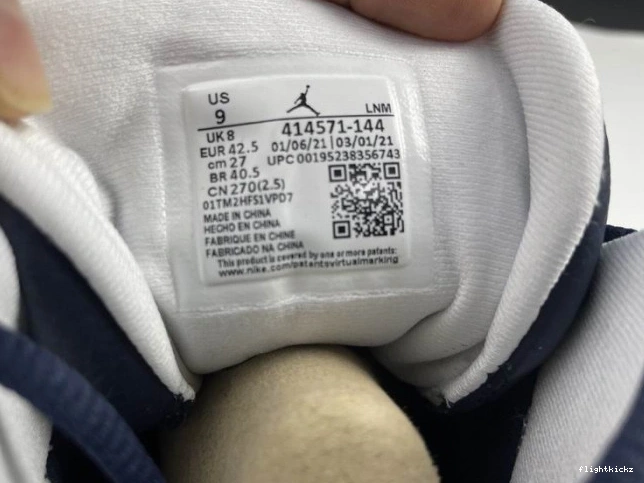 US
9
LNM
UK 8
414571-144
EUR 42.5
01/06/21 | 03/01/21
cm 27
UPC 00195238356743
BR 40.5
CN 270(2.5)
01TM2HFS1VPD7
MADE IN CHINA
HECHO EN CHINA
FABRIQUE EN CHINE
FABRICADO NA CHINA
This product is covered by one or more patents:
www.nike.com/patentsvirtualmarking
flightkickz